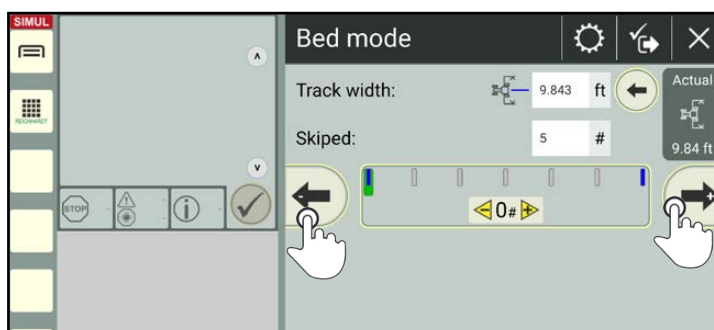 SIMUL
Bed mode
Track width:
9.843 ft
Actual
Skiped:
5 #
9.84 ft
REICHHARDT
- +
0#
STOP